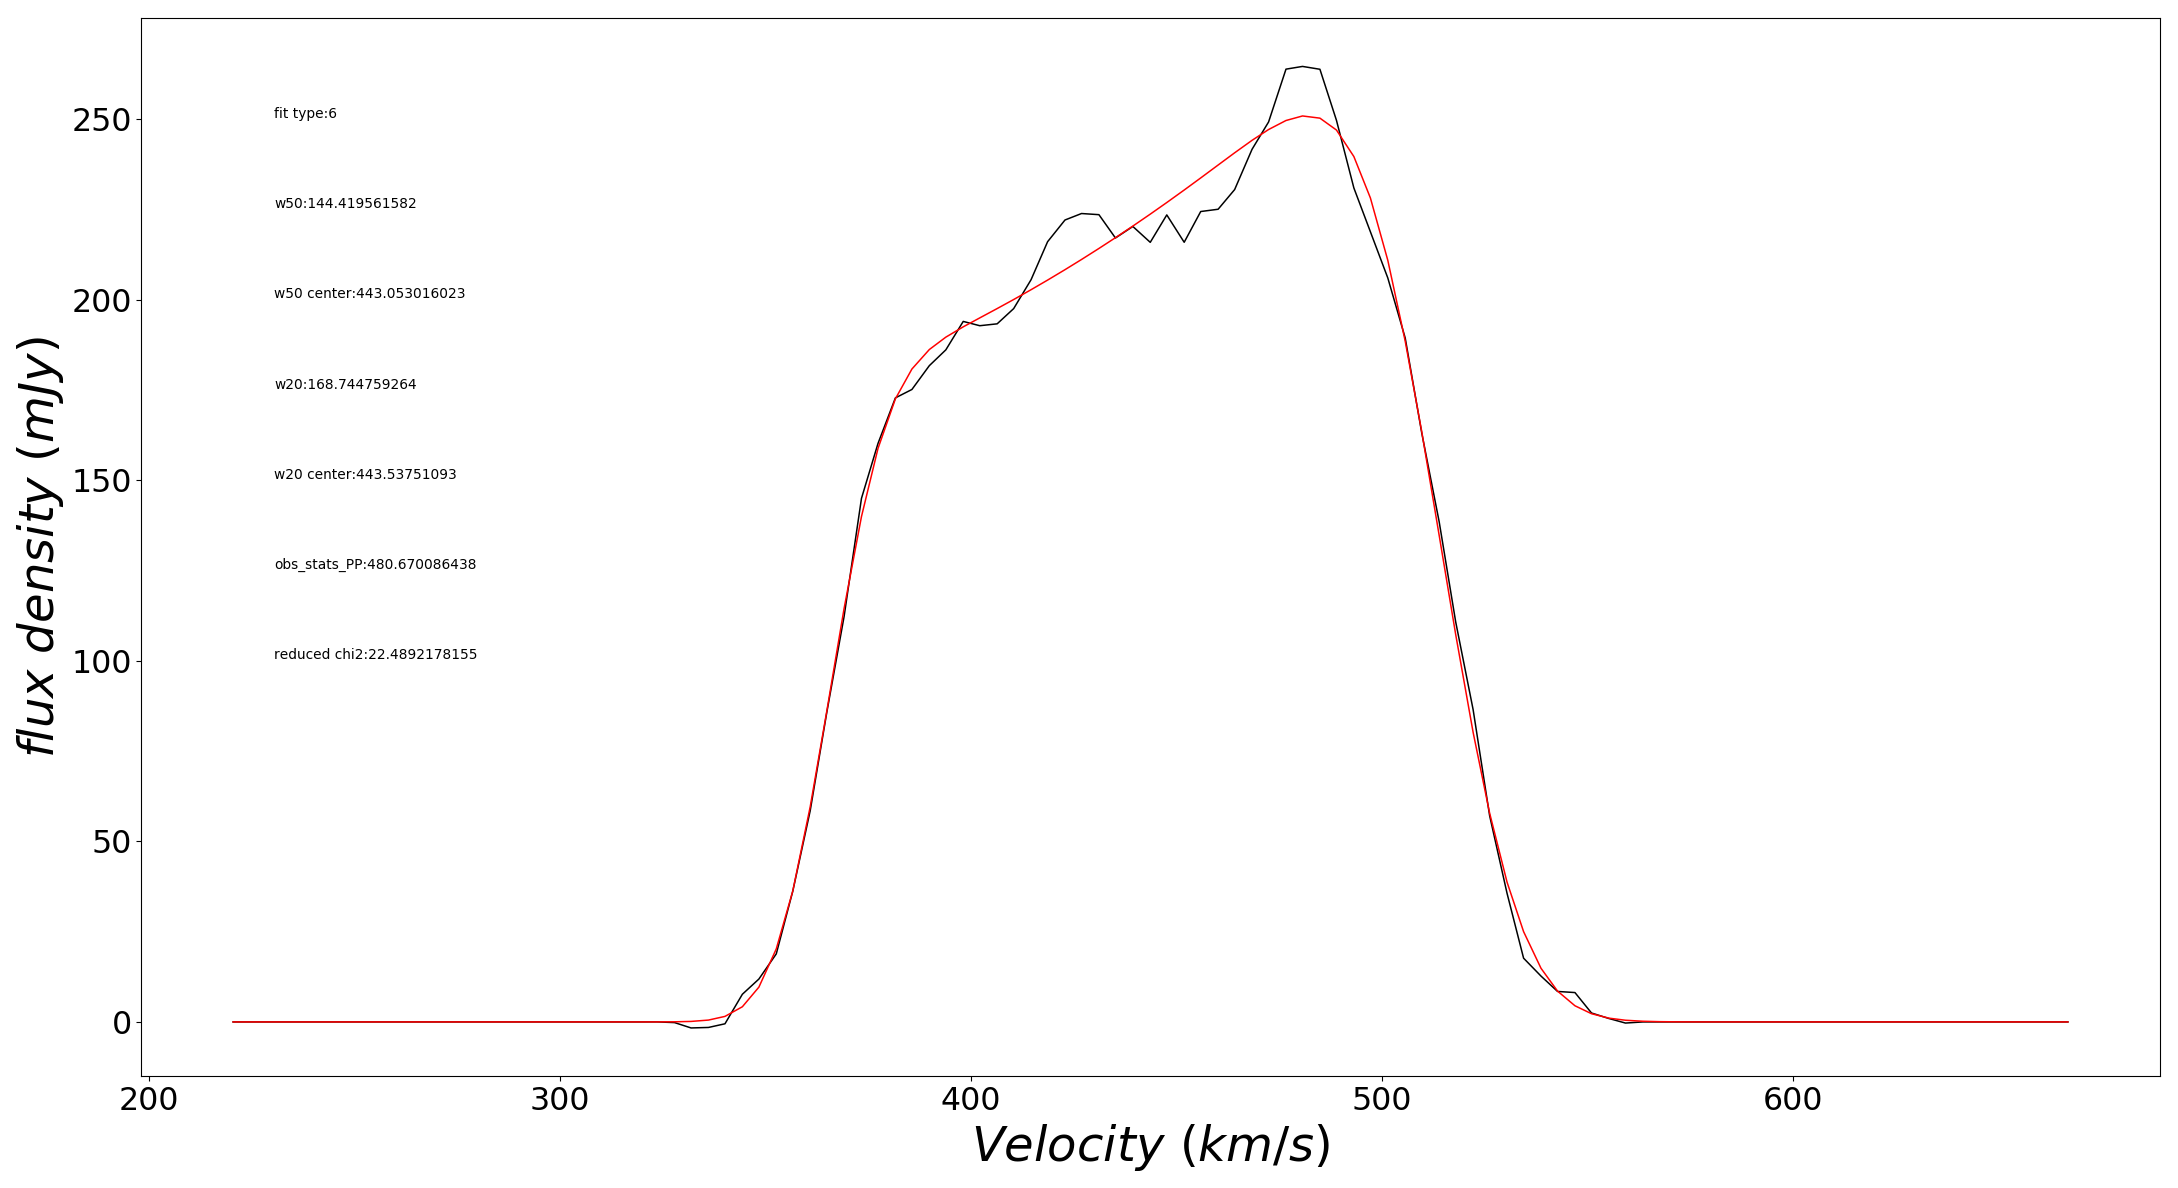 fit type:6
w50:144.419561582
w50 center:443.053016023
w20:168.744759264
w20 center:443.53751093
obs_stats_PP:480.670086438
reduced chi2:22.4892178155
flux density (mJy)
250
200
150
100
50
0
200 300 400 500 600
Velocity (km/s)